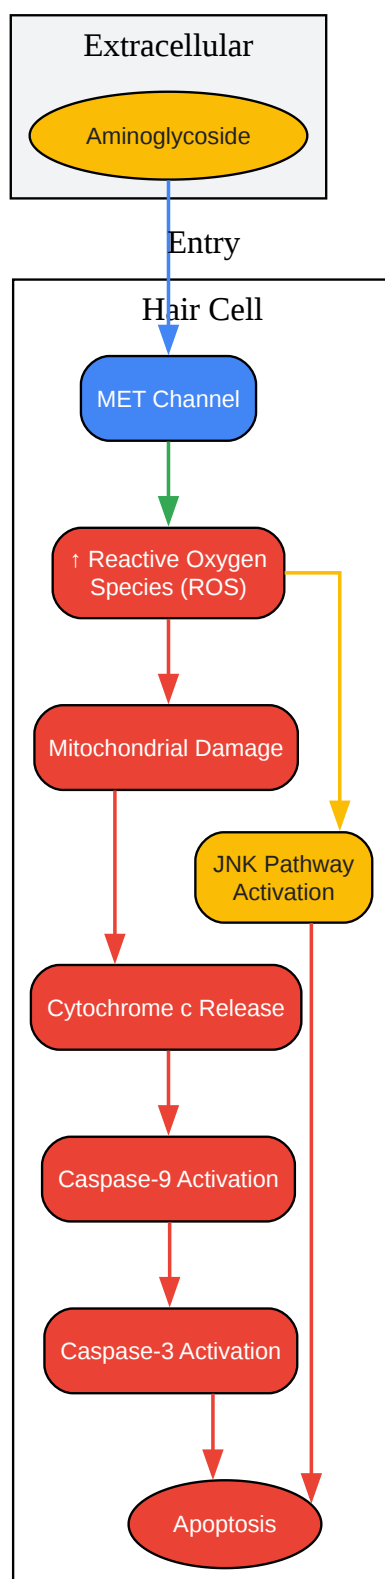 Extracellular
Aminoglycoside
Entry
Hair Cell
MET Channel
↑ Reactive Oxygen
Species (ROS)
Mitochondrial Damage
JNK Pathway
Activation
Cytochrome c Release
Caspase-9 Activation
Caspase-3 Activation
Apoptosis